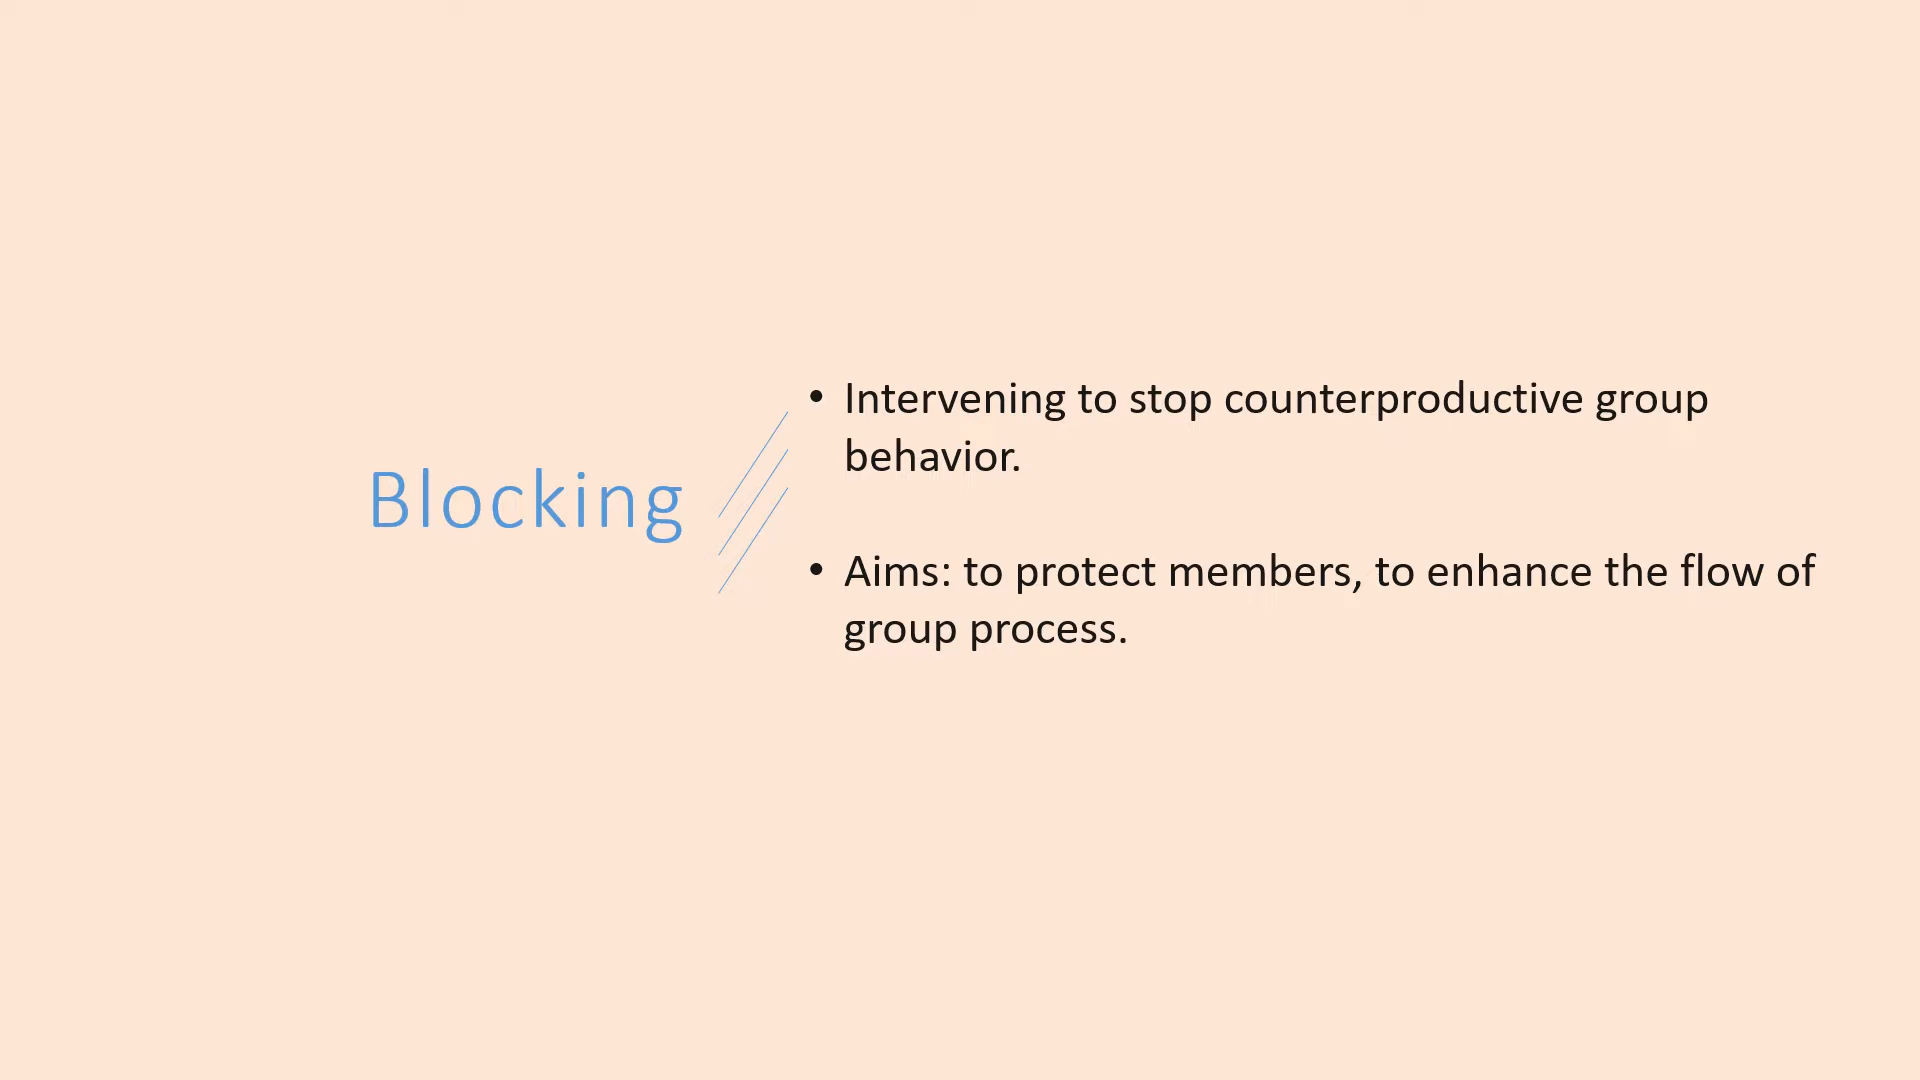 Blocking
• Intervening to stop counterproductive group
behavior.
• Aims: to protect members, to enhance the flow of
group process.